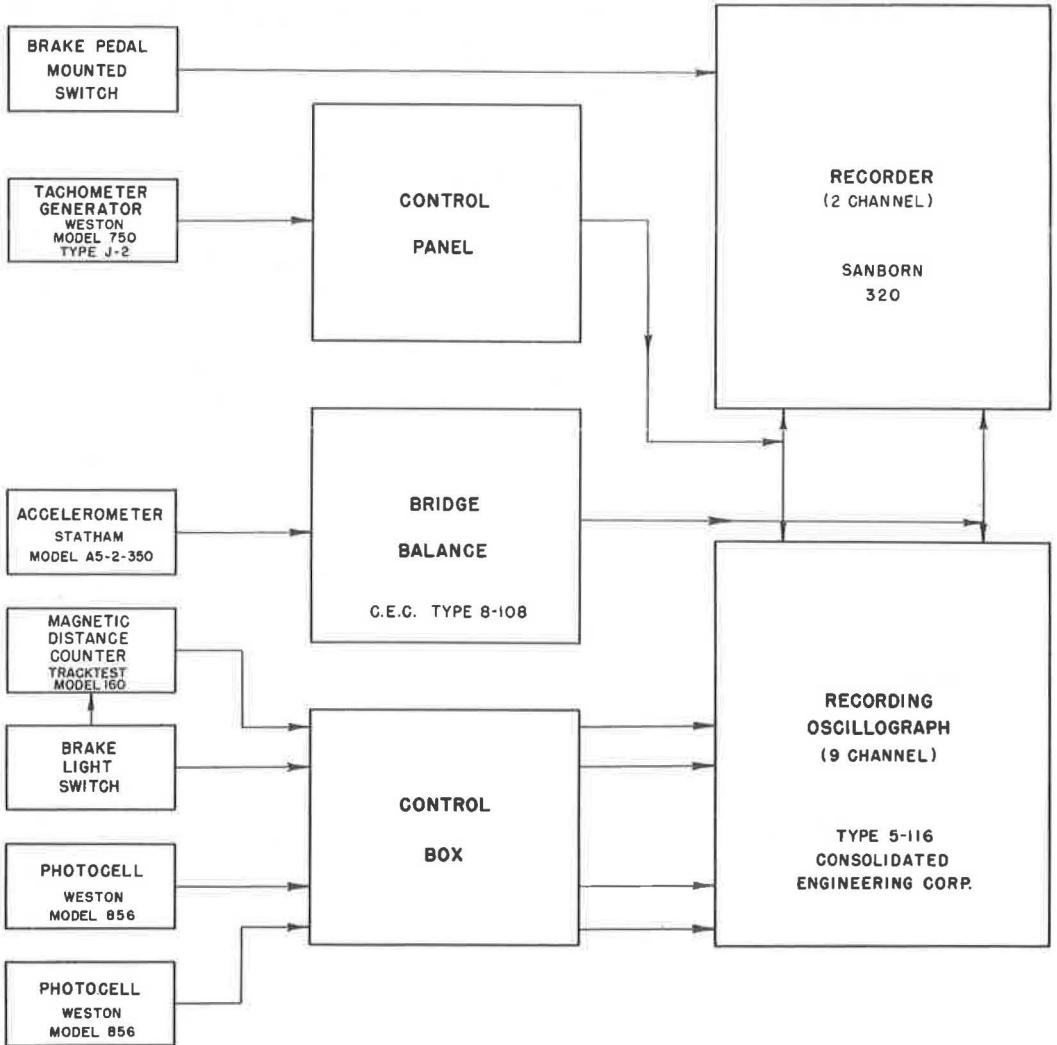 BRAKE PEDAL
MOUNTED
SWITCH
TACHOMETER
GENERATOR
WESTON
MODEL 750
TYPE J-2
CONTROL
PANEL
RECORDER
(2 CHANNEL)
SANBORN
320
ACCELEROMETER
STATHAM
MODEL A5-2-350
BRIDGE
BALANCE
C.E.C. TYPE 8-108
MAGNETIC
DISTANCE
COUNTER
TRACKTEST
MODEL 160
BRAKE
LIGHT
SWITCH
CONTROL
BOX
RECORDING
OSCILLOGRAPH
(9 CHANNEL)
TYPE 5-116
CONSOLIDATED
ENGINEERING CORP.
PHOTOCELL
WESTON
MODEL 856
PHOTOCELL
WESTON
MODEL 856